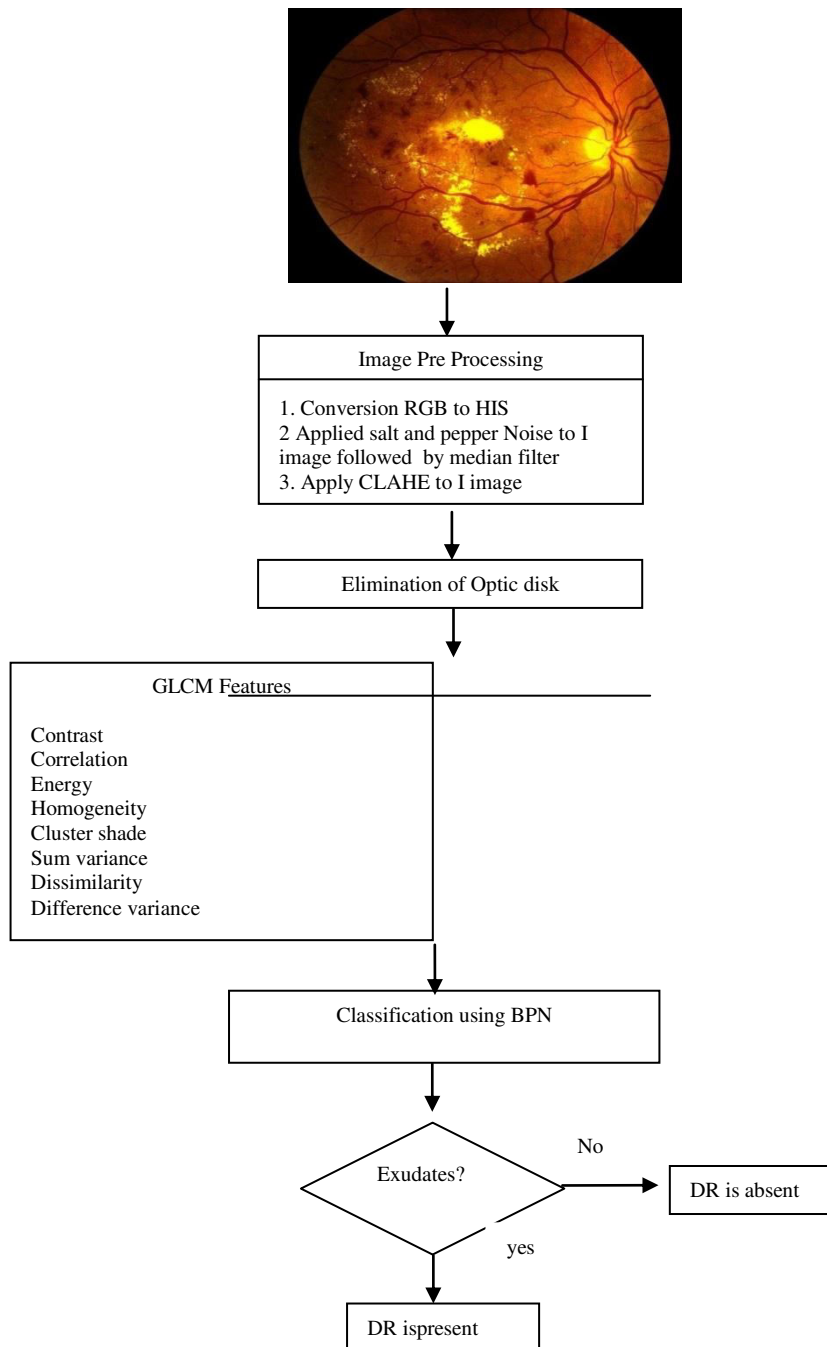 Image Pre Processing
1. Conversion RGB to HIS
2 Applied salt and pepper Noise to I
image followed by median filter
3. Apply CLAHE to I image
Elimination of Optic disk
GLCM Features
Contrast
Correlation
Energy
Homogeneity
Cluster shade
Sum variance
Dissimilarity
Difference variance
Classification using BPN
Exudates?
No
DR is absent
yes
DR ispresent